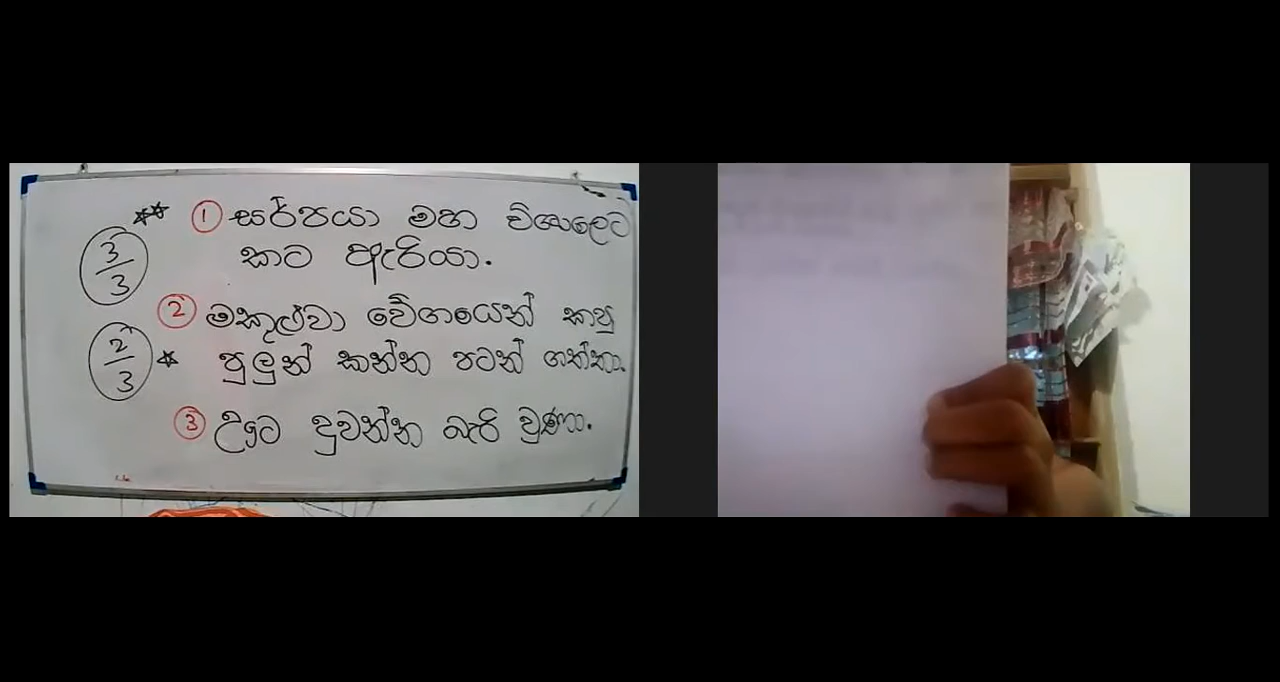 ** ① සර්පයා මහ විශාලෙට
3/3 කට ඇරියා.
② මකුළුවා වේගයෙන් කපු
2/3 * පුලුන් කන්න පටන් ගත්තා.
③ ඌට දුවන්න බැරි වුණා.